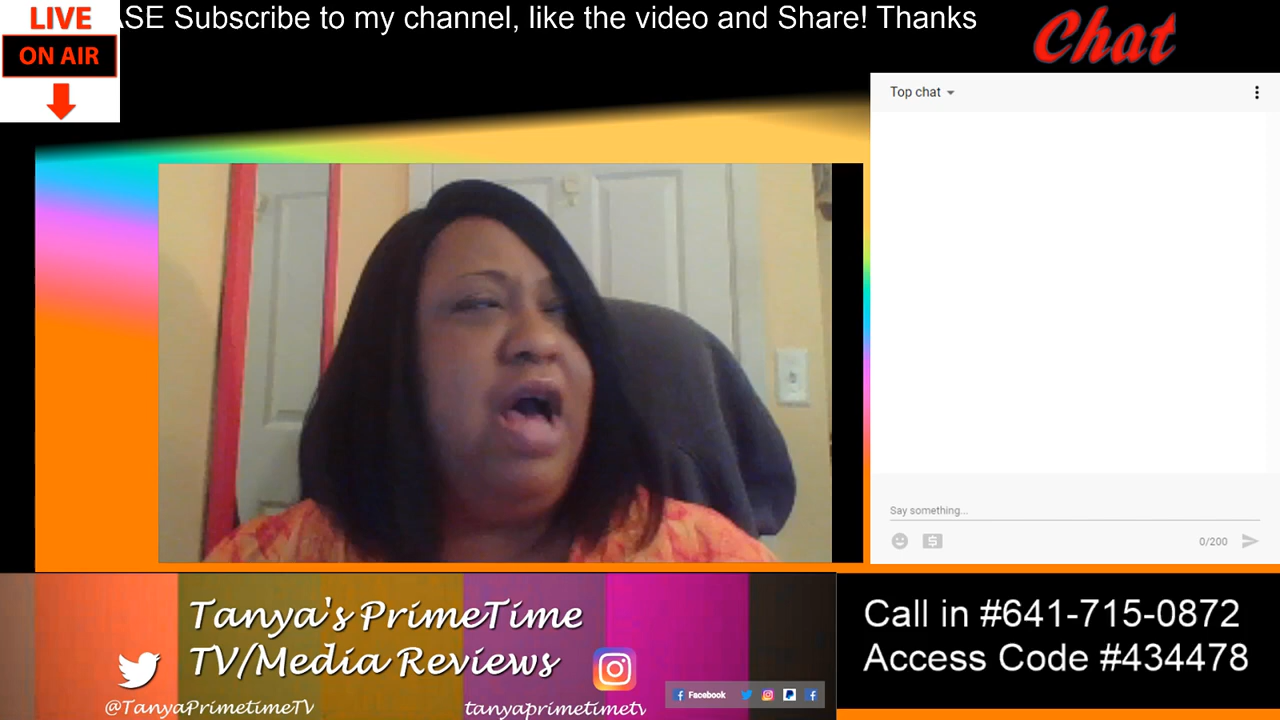 LIVE
ON AIR
ASE Subscribe to my channel, like the video and Share! Thanks
Chat
Top chat
Say something...
0/200
Tanya's PrimeTime
TV/Media Reviews
@TanyaPrimetimeTV
tanyaprimetimetv
Facebook
Call in #641-715-0872
Access Code #434478